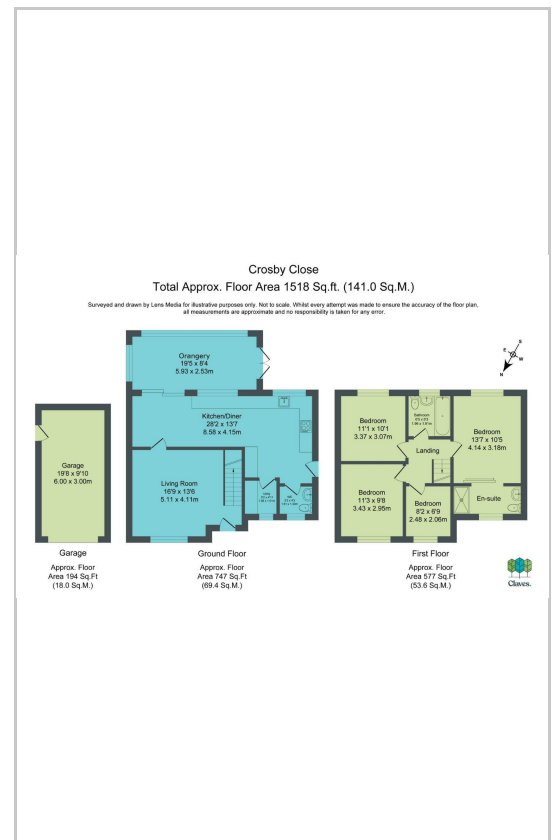 Crosby Close
Total Approx. Floor Area 1518 Sq.ft. (141.0 Sq.M.)
Surveyed and drawn by Lens Media for illustrative purposes only. Not to scale. Whilst every attempt was made to ensure the accuracy of the floor plan,
all measurements are approximate and no responsibility is taken for any error.
S
E
W
N
Orangery
19'5 x 8'4
5.93 x 2.53m
Kitchen/Diner
28'2 x 13'7
8.58 x 4.15m
Living Room
16'9 x 13'6
5.11 x 4.11m
Garage
19'8 x 9'10
6.00 x 3.00m
Bedroom
11'1 x 10'1
3.37 x 3.07m
Bathroom
Bedroom
13'7 x 10'5
4.14 x 3.18m
Landing
Bedroom
11'3 x 9'8
3.43 x 2.95m
Bedroom
8'2 x 6'9
2.48 x 2.06m
En-suite
Garage
Approx. Floor
Area 194 Sq.Ft
(18.0 Sq.M.)
Ground Floor
Approx. Floor
Area 747 Sq.Ft
(69.4 Sq.M.)
First Floor
Approx. Floor
Area 577 Sq.Ft
(53.6 Sq.M.)
Claves.